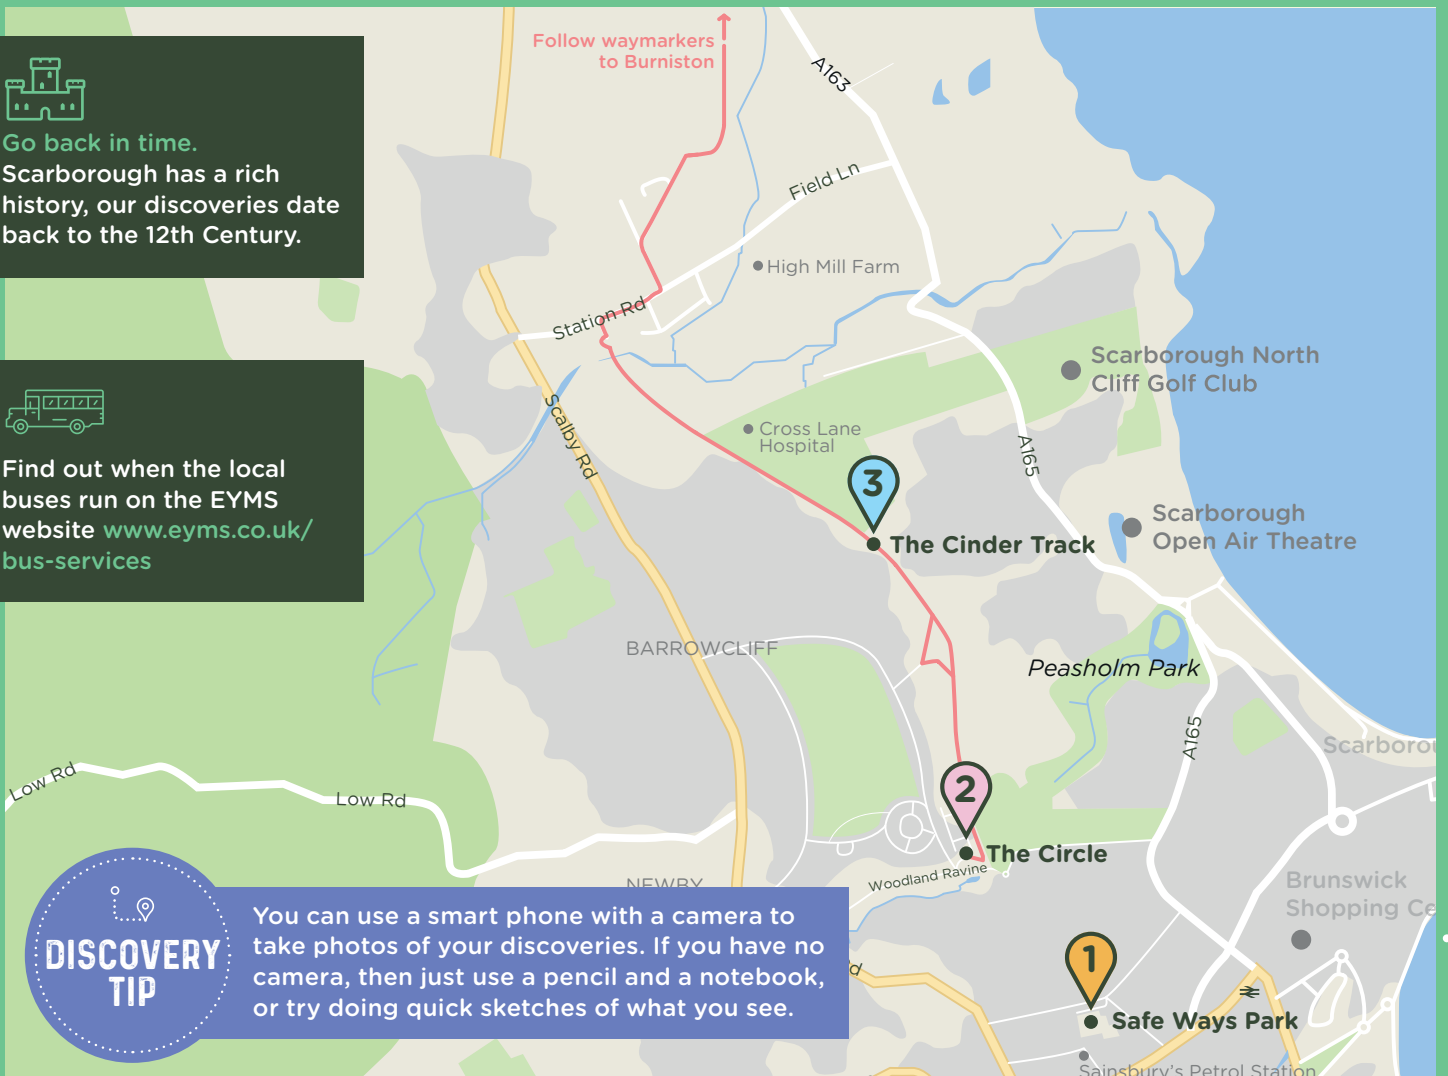 Follow waymarkers
to Burniston
A163
Go back in time.
Scarborough has a rich
history, our discoveries date
back to the 12th Century.
Field Ln
High Mill Farm
Station Rd
Scarborough North
Cliff Golf Club
Scalby Rd
Cross Lane
Hospital
A165
3
Find out when the local
buses run on the EYMS
website www.eyms.co.uk/
bus-services
Scarborough
Open Air Theatre
The Cinder Track
BARROWCLIFF
Peasholm Park
A165
Low Rd
Low Rd
2
The Circle
Woodland Ravine
NEWBY
Brunswick
Shopping
DISCOVERY
TIP
You can use a smart phone with a camera to
take photos of your discoveries. If you have no
camera, then just use a pencil and a notebook,
or try doing quick sketches of what you see.
1
Safe Ways Park
Sainsbury's Petrol Station